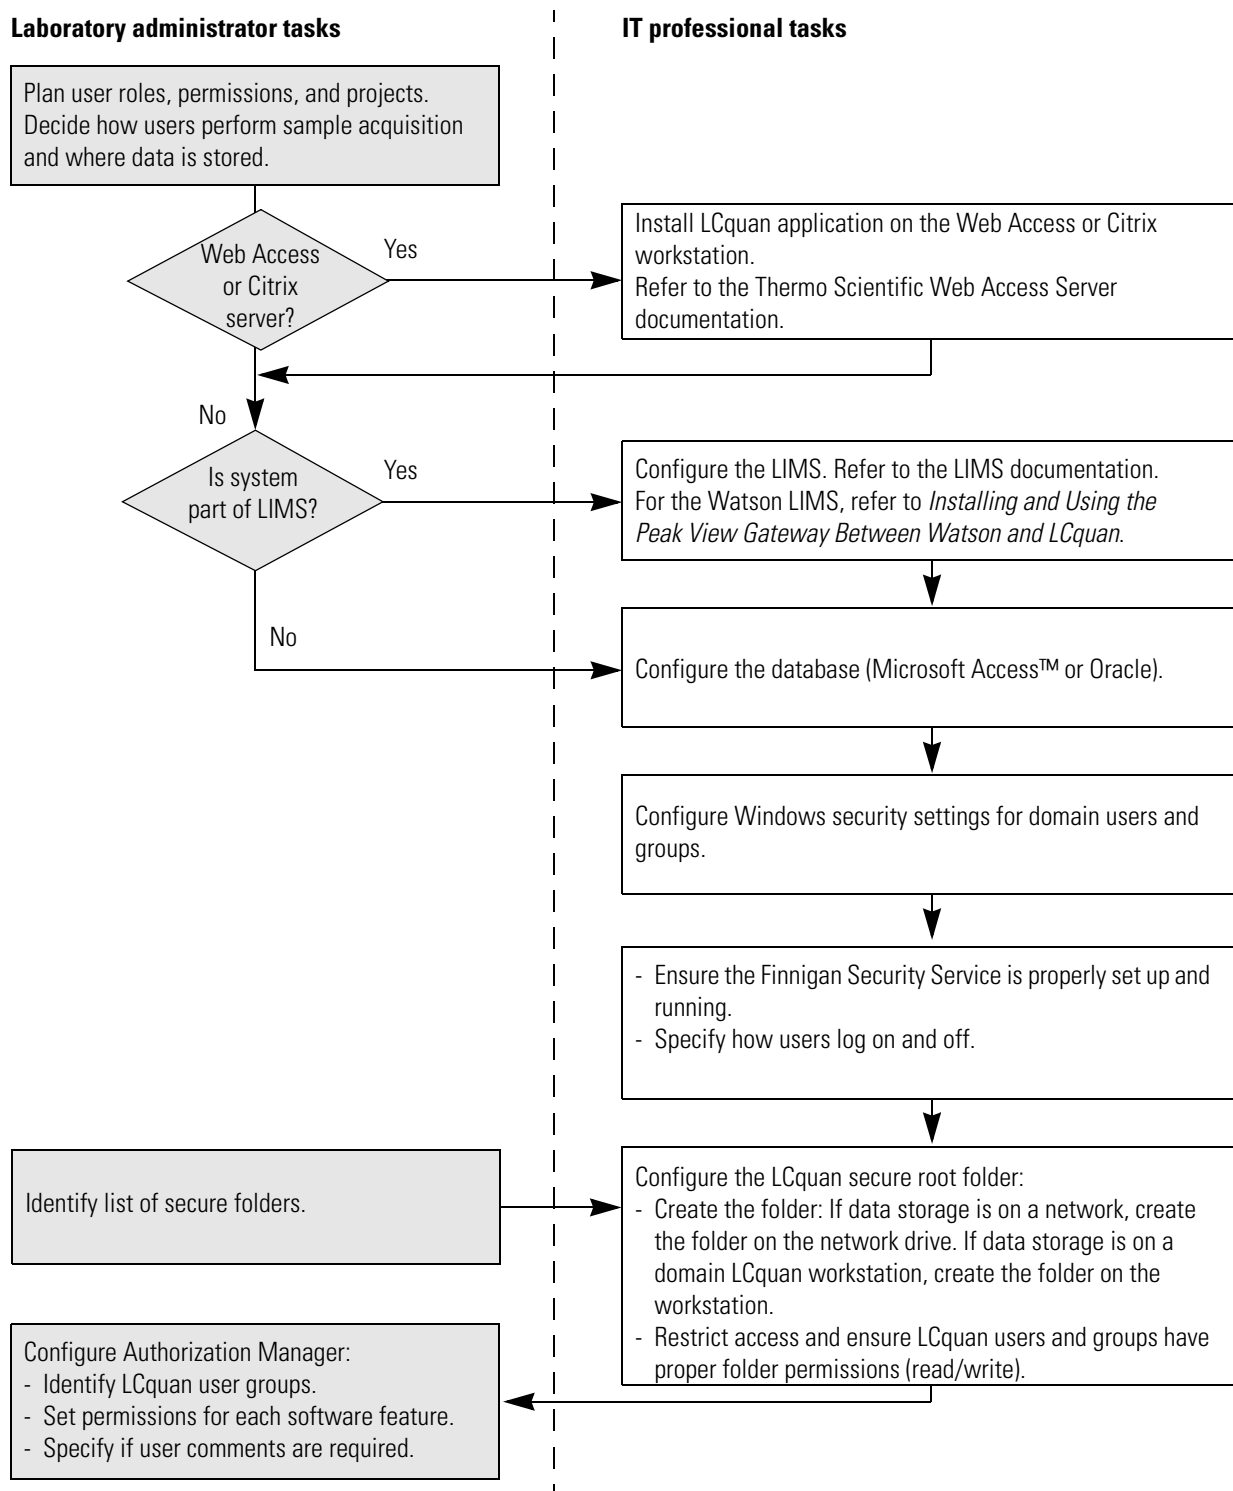 Laboratory administrator tasks
IT professional tasks
Plan user roles, permissions, and projects.
Decide how users perform sample acquisition
and where data is stored.
Web Access
or Citrix
server?
Yes
Install LCquan application on the Web Access or Citrix
workstation.
Refer to the Thermo Scientific Web Access Server
documentation.
No
Is system
part of LIMS?
Yes
Configure the LIMS. Refer to the LIMS documentation.
For the Watson LIMS, refer to Installing and Using the
Peak View Gateway Between Watson and LCquan.
No
Configure the database (Microsoft Access™ or Oracle).
Configure Windows security settings for domain users and
groups.
- Ensure the Finnigan Security Service is properly set up and
running.
- Specify how users log on and off.
Identify list of secure folders.
Configure the LCquan secure root folder:
- Create the folder: If data storage is on a network, create
the folder on the network drive. If data storage is on a
domain LCquan workstation, create the folder on the
workstation.
- Restrict access and ensure LCquan users and groups have
proper folder permissions (read/write).
Configure Authorization Manager:
- Identify LCquan user groups.
- Set permissions for each software feature.
- Specify if user comments are required.